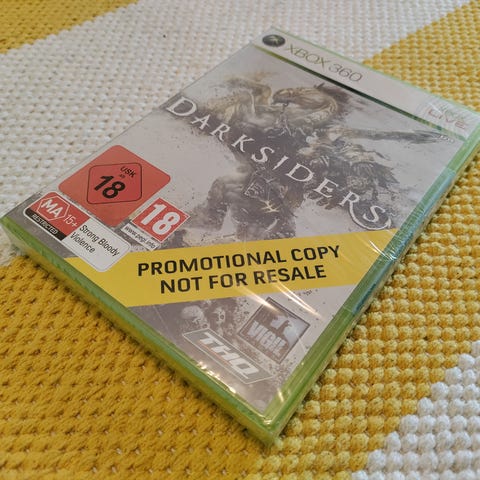 XBOX 360
LIVE
DARKSIDERS
USK
ab
18
18
www.pegi.info
MA 15+
RESTRICTED
Strong Bloody
Violence
PROMOTIONAL COPY
NOT FOR RESALE
VIGIL
THQ